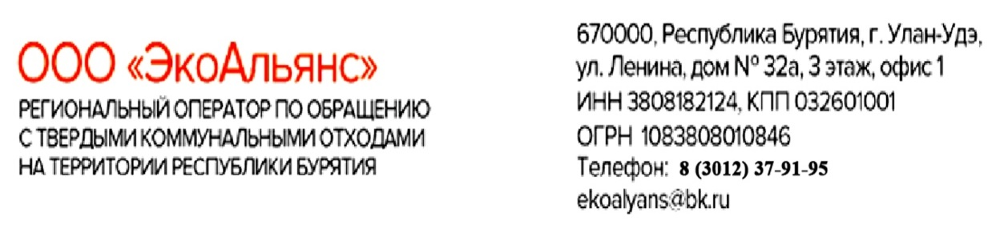 ООО «ЭкоАльянс»
РЕГИОНАЛЬНЫЙ ОПЕРАТОР ПО ОБРАЩЕНИЮ
С ТВЕРДЫМИ КОММУНАЛЬНЫМИ ОТХОДАМИ
НА ТЕРРИТОРИИ РЕСПУБЛИКИ БУРЯТИЯ
670000, Республика Бурятия, г. Улан-Удэ,
ул. Ленина, дом № 32а, 3 этаж, офис 1
ИНН 3808182124, КПП 032601001
ОГРН 1083808010846
Телефон: 8 (3012) 37-91-95
ekoalyans@bk.ru